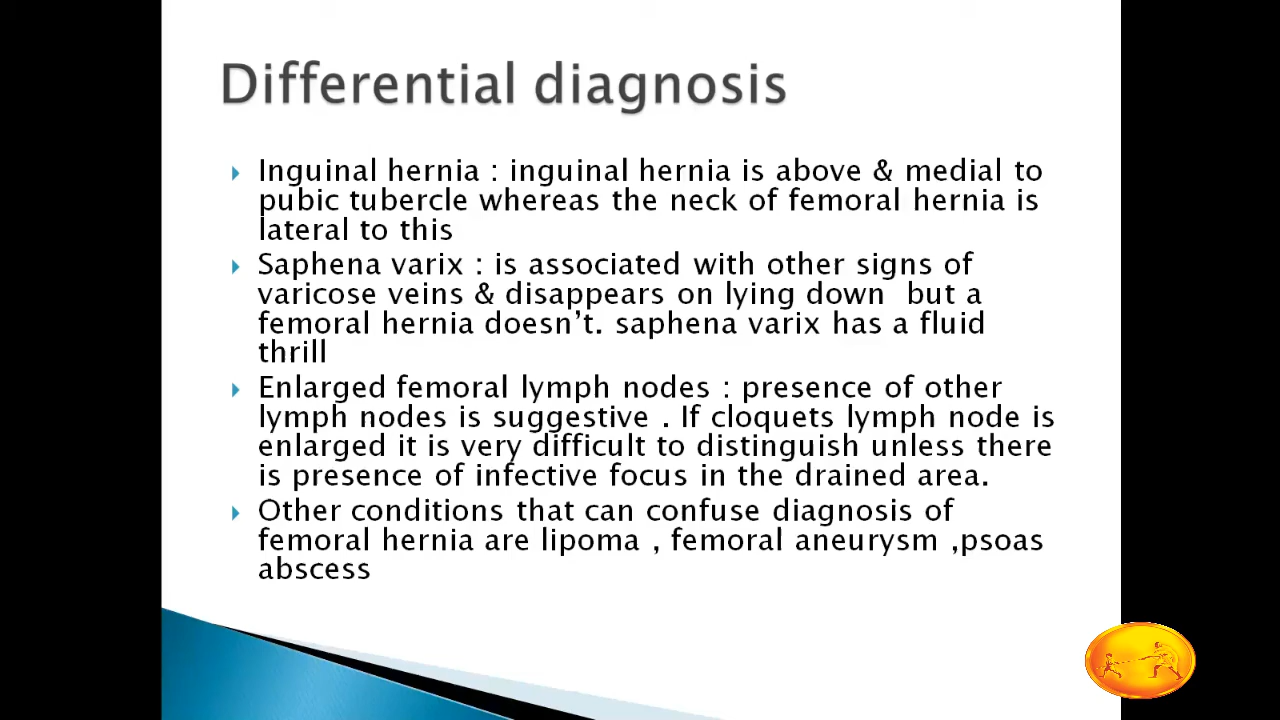 Differential diagnosis
Inguinal hernia : inguinal hernia is above & medial to
pubic tubercle whereas the neck of femoral hernia is
lateral to this
Saphena varix : is associated with other signs of
varicose veins & disappears on lying down  but a
femoral hernia doesn’t. saphena varix has a fluid
thrill
Enlarged femoral lymph nodes : presence of other
lymph nodes is suggestive . If cloquets lymph node is
enlarged it is very difficult to distinguish unless there
is presence of infective focus in the drained area.
Other conditions that can confuse diagnosis of
femoral hernia are lipoma , femoral aneurysm ,psoas
abscess